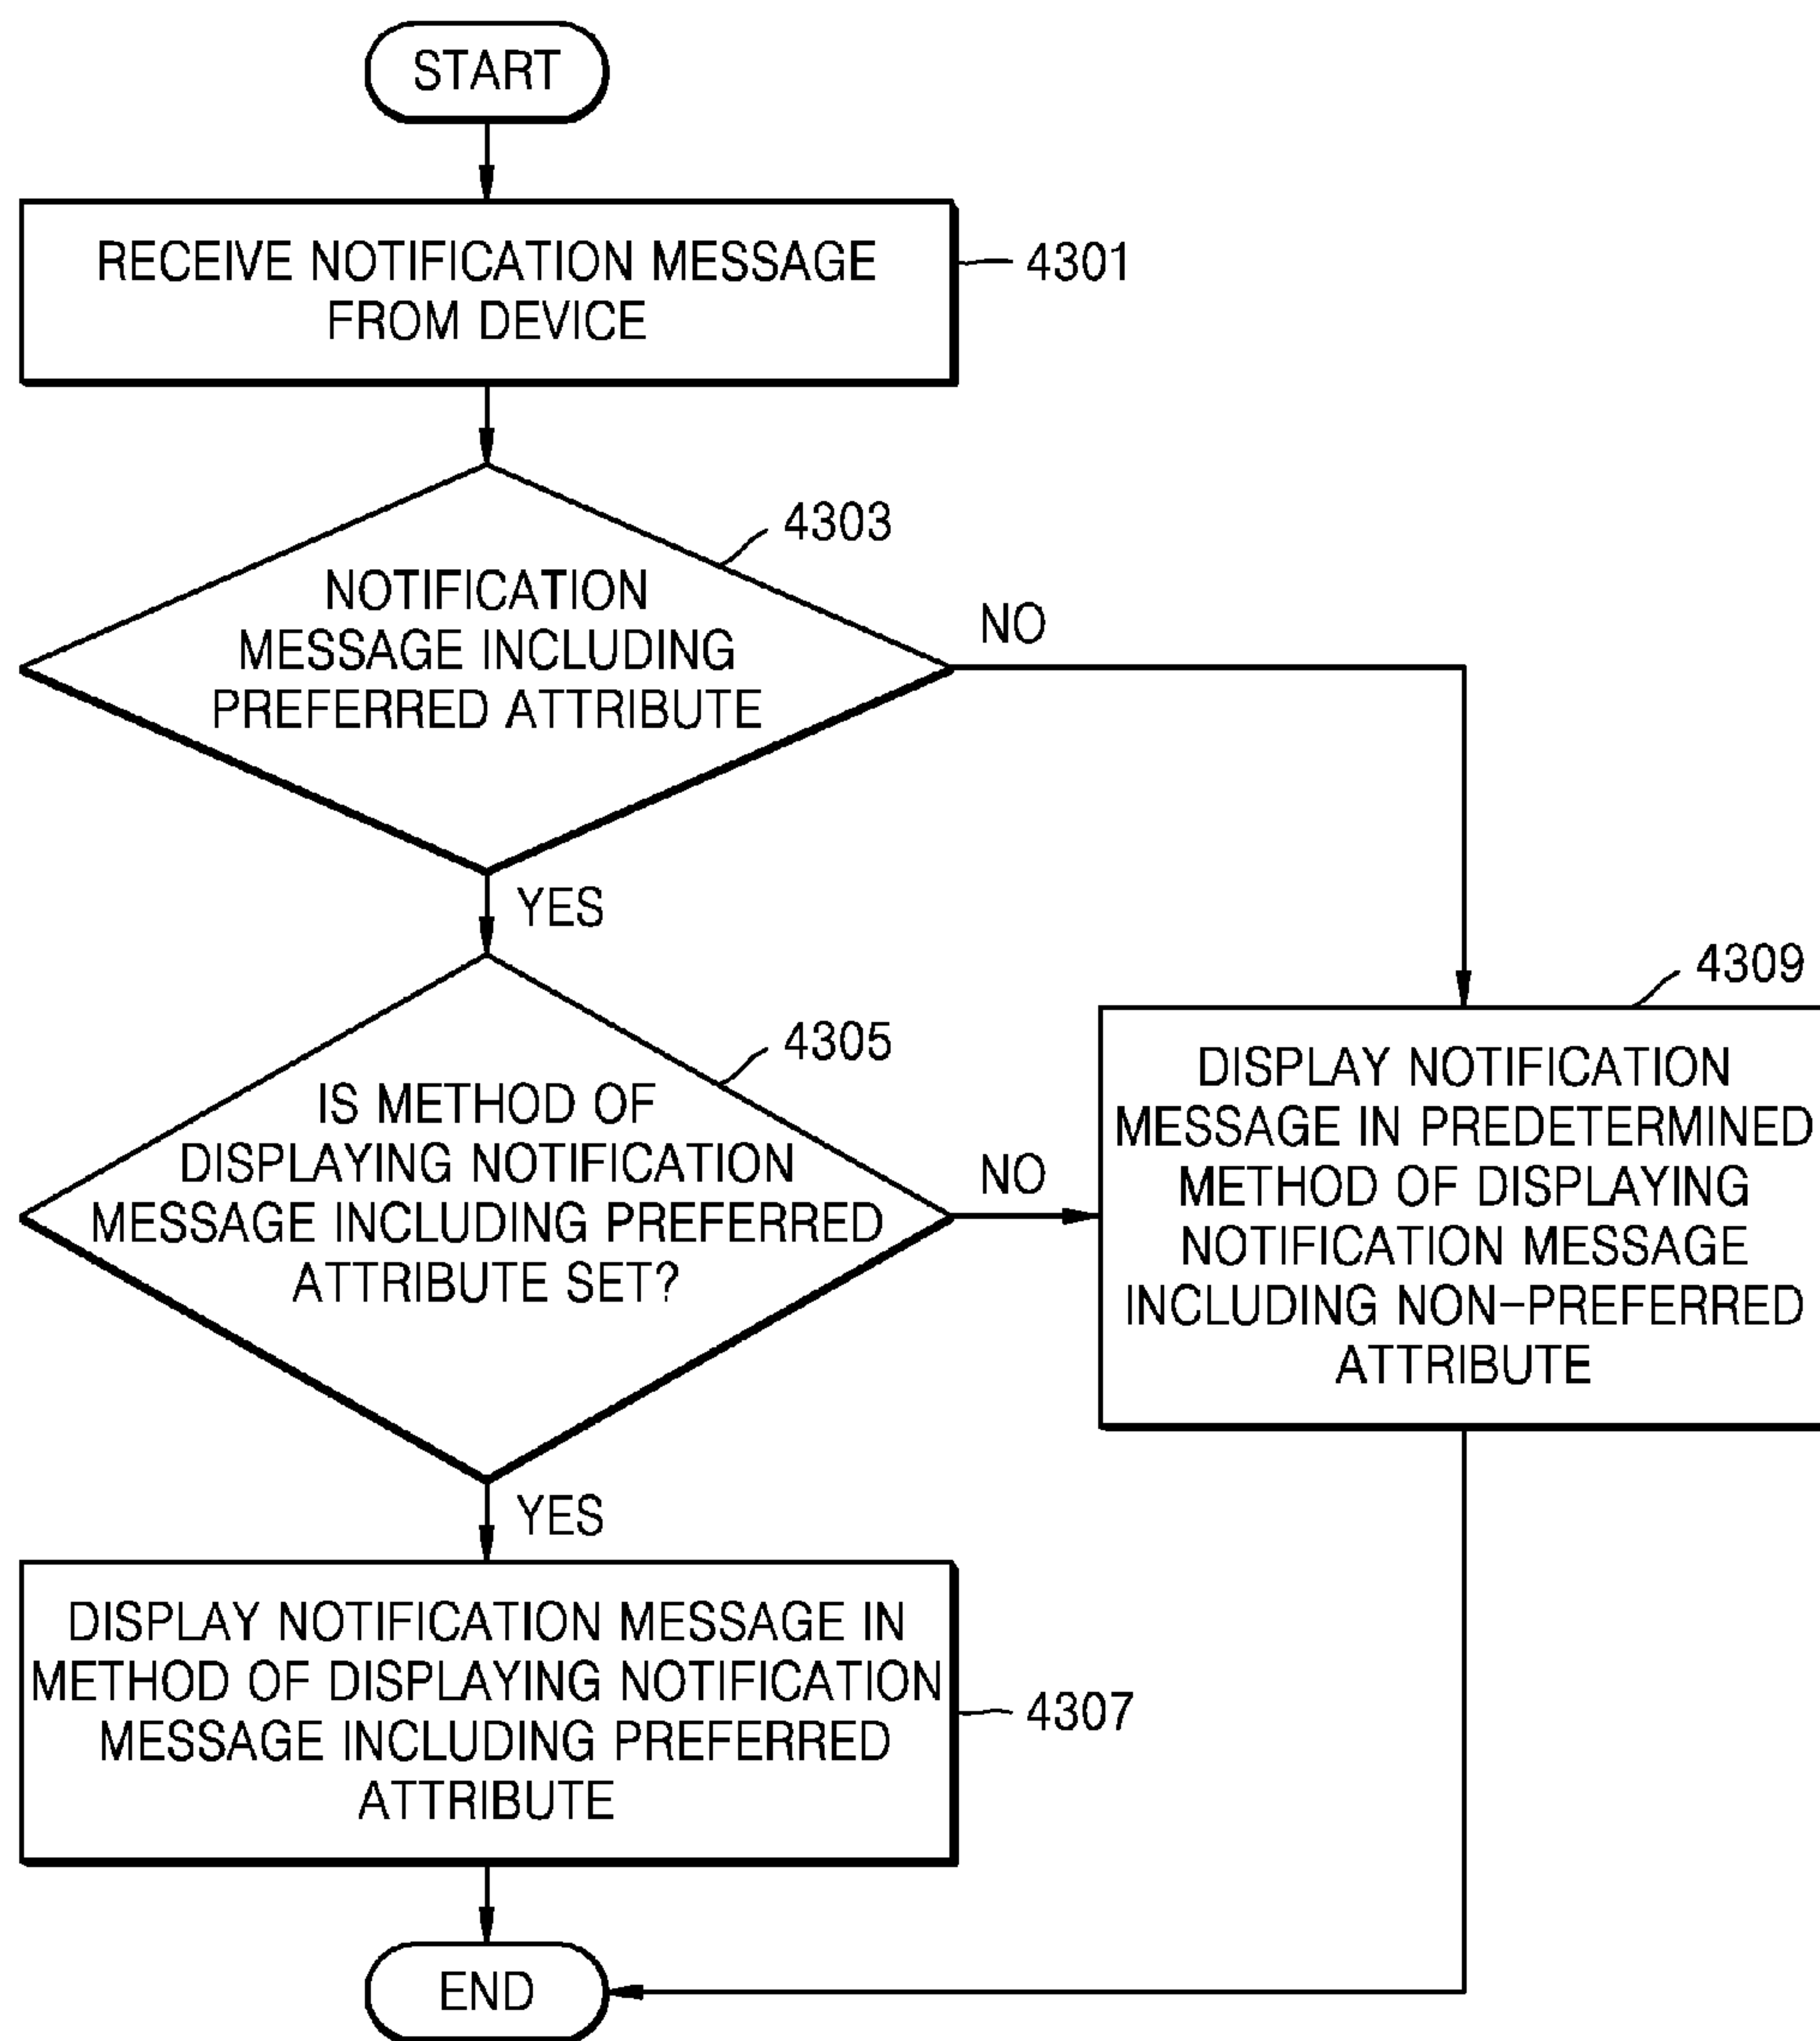 START
RECEIVE NOTIFICATION MESSAGE
FROM DEVICE
4301
4303
NOTIFICATION
MESSAGE INCLUDING
PREFERRED ATTRIBUTE
NO
YES
4305
IS METHOD OF
DISPLAYING NOTIFICATION
MESSAGE INCLUDING PREFERRED
ATTRIBUTE SET?
NO
4309
DISPLAY NOTIFICATION
MESSAGE IN PREDETERMINED
METHOD OF DISPLAYING
NOTIFICATION MESSAGE
INCLUDING NON-PREFERRED
ATTRIBUTE
YES
DISPLAY NOTIFICATION MESSAGE IN
METHOD OF DISPLAYING NOTIFICATION
MESSAGE INCLUDING PREFERRED
ATTRIBUTE
4307
END